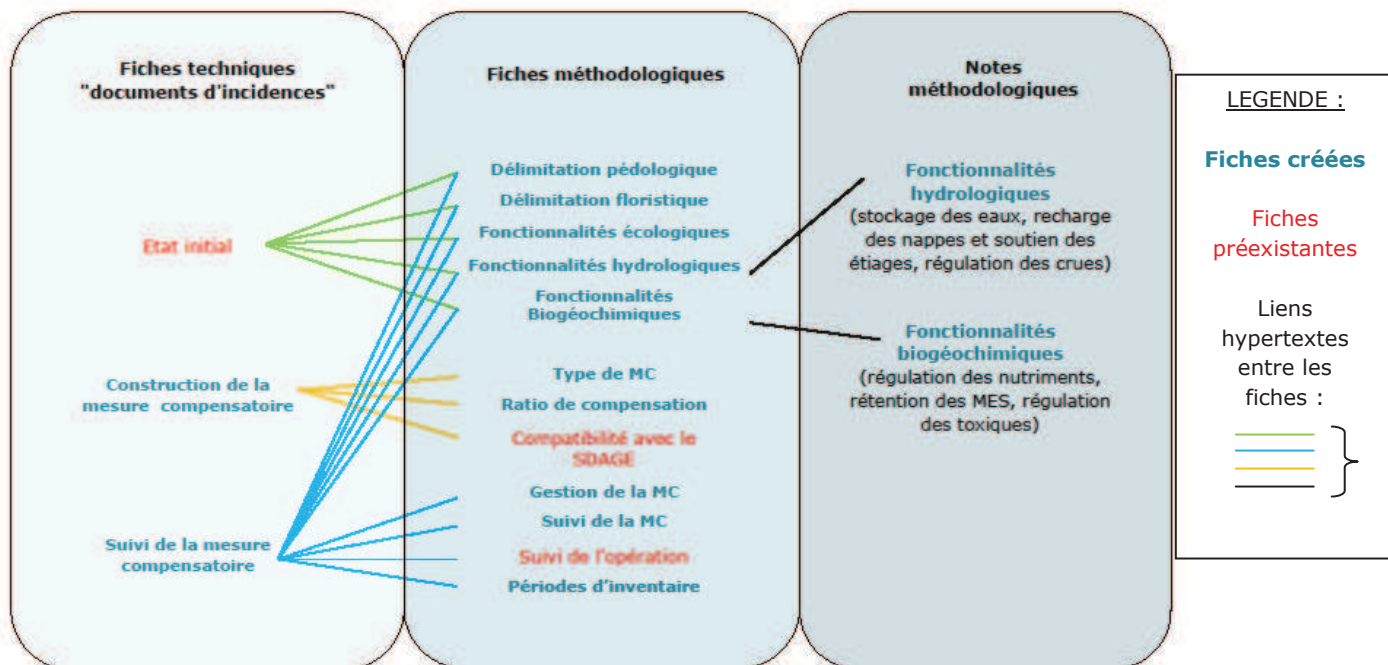 Fiches techniques
"documents d'incidences"
Etat initial
Construction de la
mesure compensatoire
Suivi de la mesure
compensatoire
Fiches méthodologiques
Délimitation pédologique
Délimitation floristique
Fonctionnalités écologiques
Fonctionnalités hydrologiques
Fonctionnalités
Biogéochimiques
Type de MC
Ratio de compensation
Compatibilité avec le
SDAGE
Gestion de la MC
Suivi de la MC
Suivi de l'opération
Périodes d'inventaire
Notes
méthodologiques
Fonctionnalités
hydrologiques
(stockage des eaux, recharge
des nappes et soutien des
étiages, régulation des crues)
Fonctionnalités
biogéochimiques
(régulation des nutriments,
rétention des MES, régulation
des toxiques)
LEGENDE :
Fiches créées
Fiches
préexistantes
Liens
hypertextes
entre les
fiches :